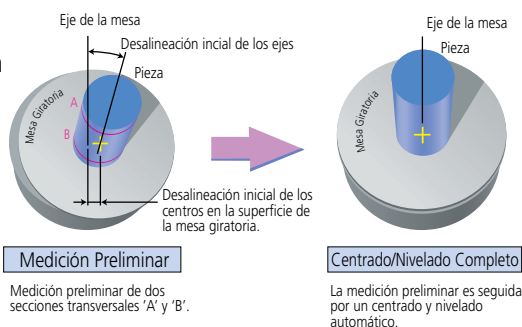 Eje de la mesa
Desalineación incial de los ejes
Pieza
A
B
Mesa Giratoria
Desalineación inicial de los
centros en la superficie de
la mesa giratoria.
Medición Preliminar
Medición preliminar de dos
secciones transversales 'A' y 'B'.
Eje de la mesa
Pieza
Mesa Giratoria
Centrado/Nivelado Completo
La medición preliminar es seguida
por un centrado y nivelado
automático.